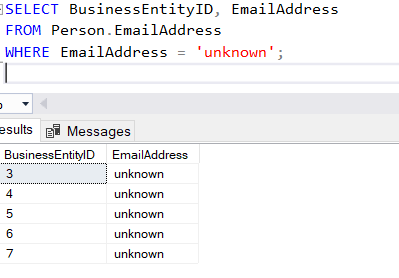 SELECT BusinessEntityID, EmailAddress
FROM Person.EmailAddress
WHERE EmailAddress = 'unknown';
esults Messages
BusinessEntityID EmailAddress
3 unknown
4 unknown
5 unknown
6 unknown
7 unknown